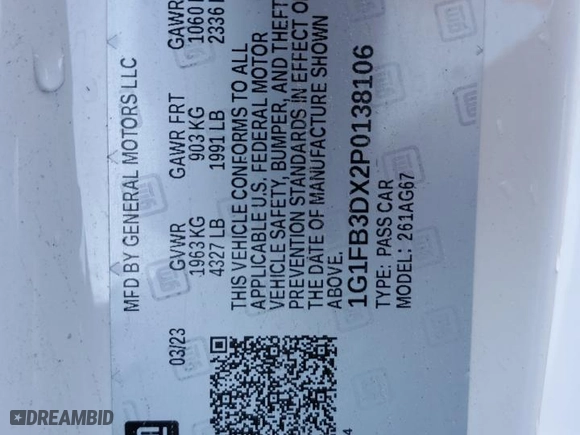 MFD BY GENERAL MOTORS LLC
03/23 GVWR GAWR FRT GAWR
1963 KG 903 KG 1060
4327 LB 1991 LB 2336
THIS VEHICLE CONFORMS TO ALL
APPLICABLE U.S. FEDERAL MOTOR
VEHICLE SAFETY, BUMPER, AND THEFT
PREVENTION STANDARDS IN EFFECT O
THE DATE OF MANUFACTURE SHOWN
ABOVE.
1G1FB3DX2P0138106
TYPE: PASS CAR
MODEL: 261AG67
4
gm
DREAMBID